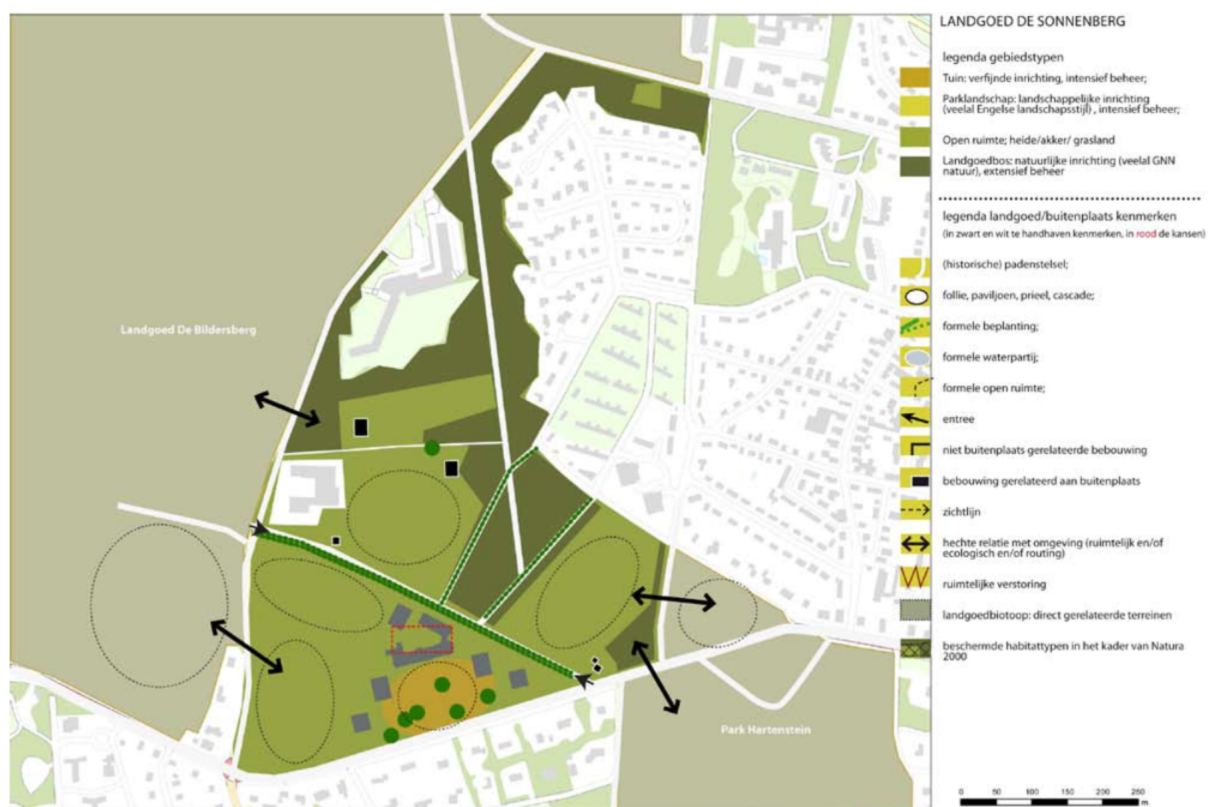 LANDGOED DE SONNENBERG
legenda gebiedstypen
Tuin: verfijnde inrichting, intensief beheer;
Parklandschap: landschappelijke inrichting
(veelal Engelse landschapsstijl) , intensief beheer;
Open ruimte; heide/akker/ grasland
Landgoedbos: natuurlijke inrichting (veelal GNN
natuur), extensief beheer
legenda landgoed/buitenplaats kenmerken
(in zwart en wit te handhaven kenmerken, in rood de kansen)
(historische) padenstelsel;
follie, paviljoen, prieel, cascade;
formele beplanting;
formele waterpartij;
formele open ruimte;
entree
niet buitenplaats gerelateerde bebouwing
bebouwing gerelateerd aan buitenplaats
zichtlijn
hechte relatie met omgeving (ruimtelijk en/of
ecologisch en/of routing)
ruimtelijke verstoring
landgoedbiotoop: direct gerelateerde terreinen
beschermde habitattypen in het kader van Natura
2000
Landgoed De Bildersberg
Park Hartenstein
0 50 100 150 200 250
m